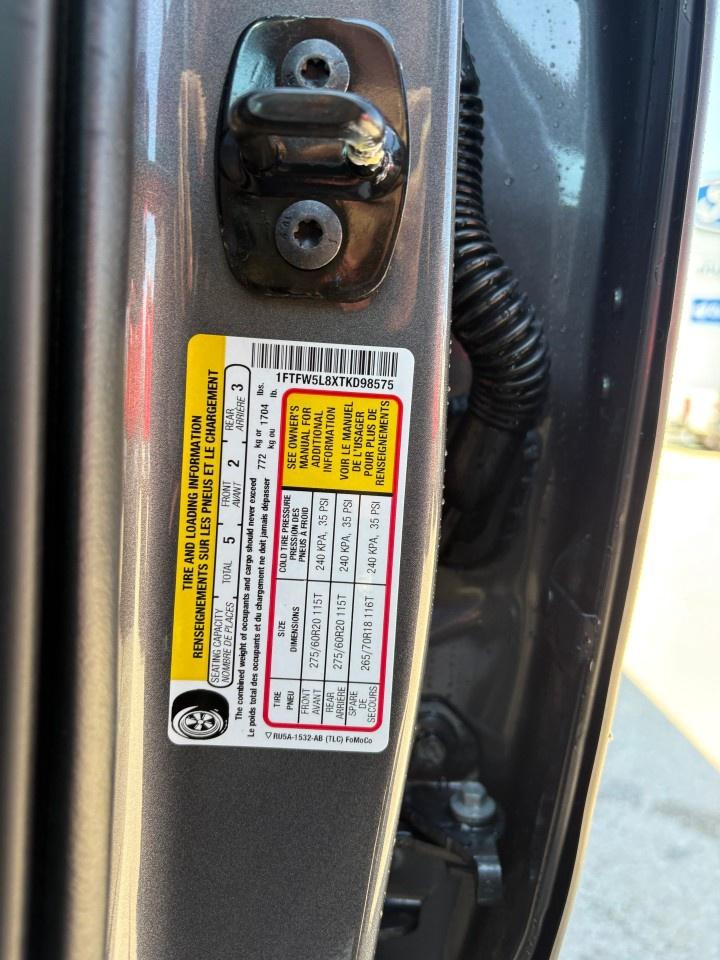 TIRE AND LOADING INFORMATION
RENSEIGNEMENTS SUR LES PNEUS ET LE CHARGEMENT
SEATING CAPACITY
NOMBRE DE PLACES
TOTAL 5
FRONT
AVANT
2
REAR
ARRIÈRE
3
The combined weight of occupants and cargo should never exceed 772 kg or 1704 lbs.
Le poids total des occupants et du chargement ne doit jamais dépasser kg ou lb.
TIRE
PNEU
SIZE
DIMENSIONS
COLD TIRE PRESSURE
PRESSION DES
PNEUS A FROID
FRONT
AVANT
275/60R20 115T
240 KPA, 35 PSI
REAR
ARRIÈRE
275/60R20 115T
240 KPA, 35 PSI
SPARE
DE
SECOURS
265/70R18 116T
240 KPA, 35 PSI
SEE OWNER'S
MANUAL FOR
ADDITIONAL
INFORMATION
VOIR LE MANUEL
DE L'USAGER
POUR PLUS DE
RENSEIGNEMENTS
1FTFW5L8XTKD98575
RU5A-1532-AB (TLC) FoMoCo